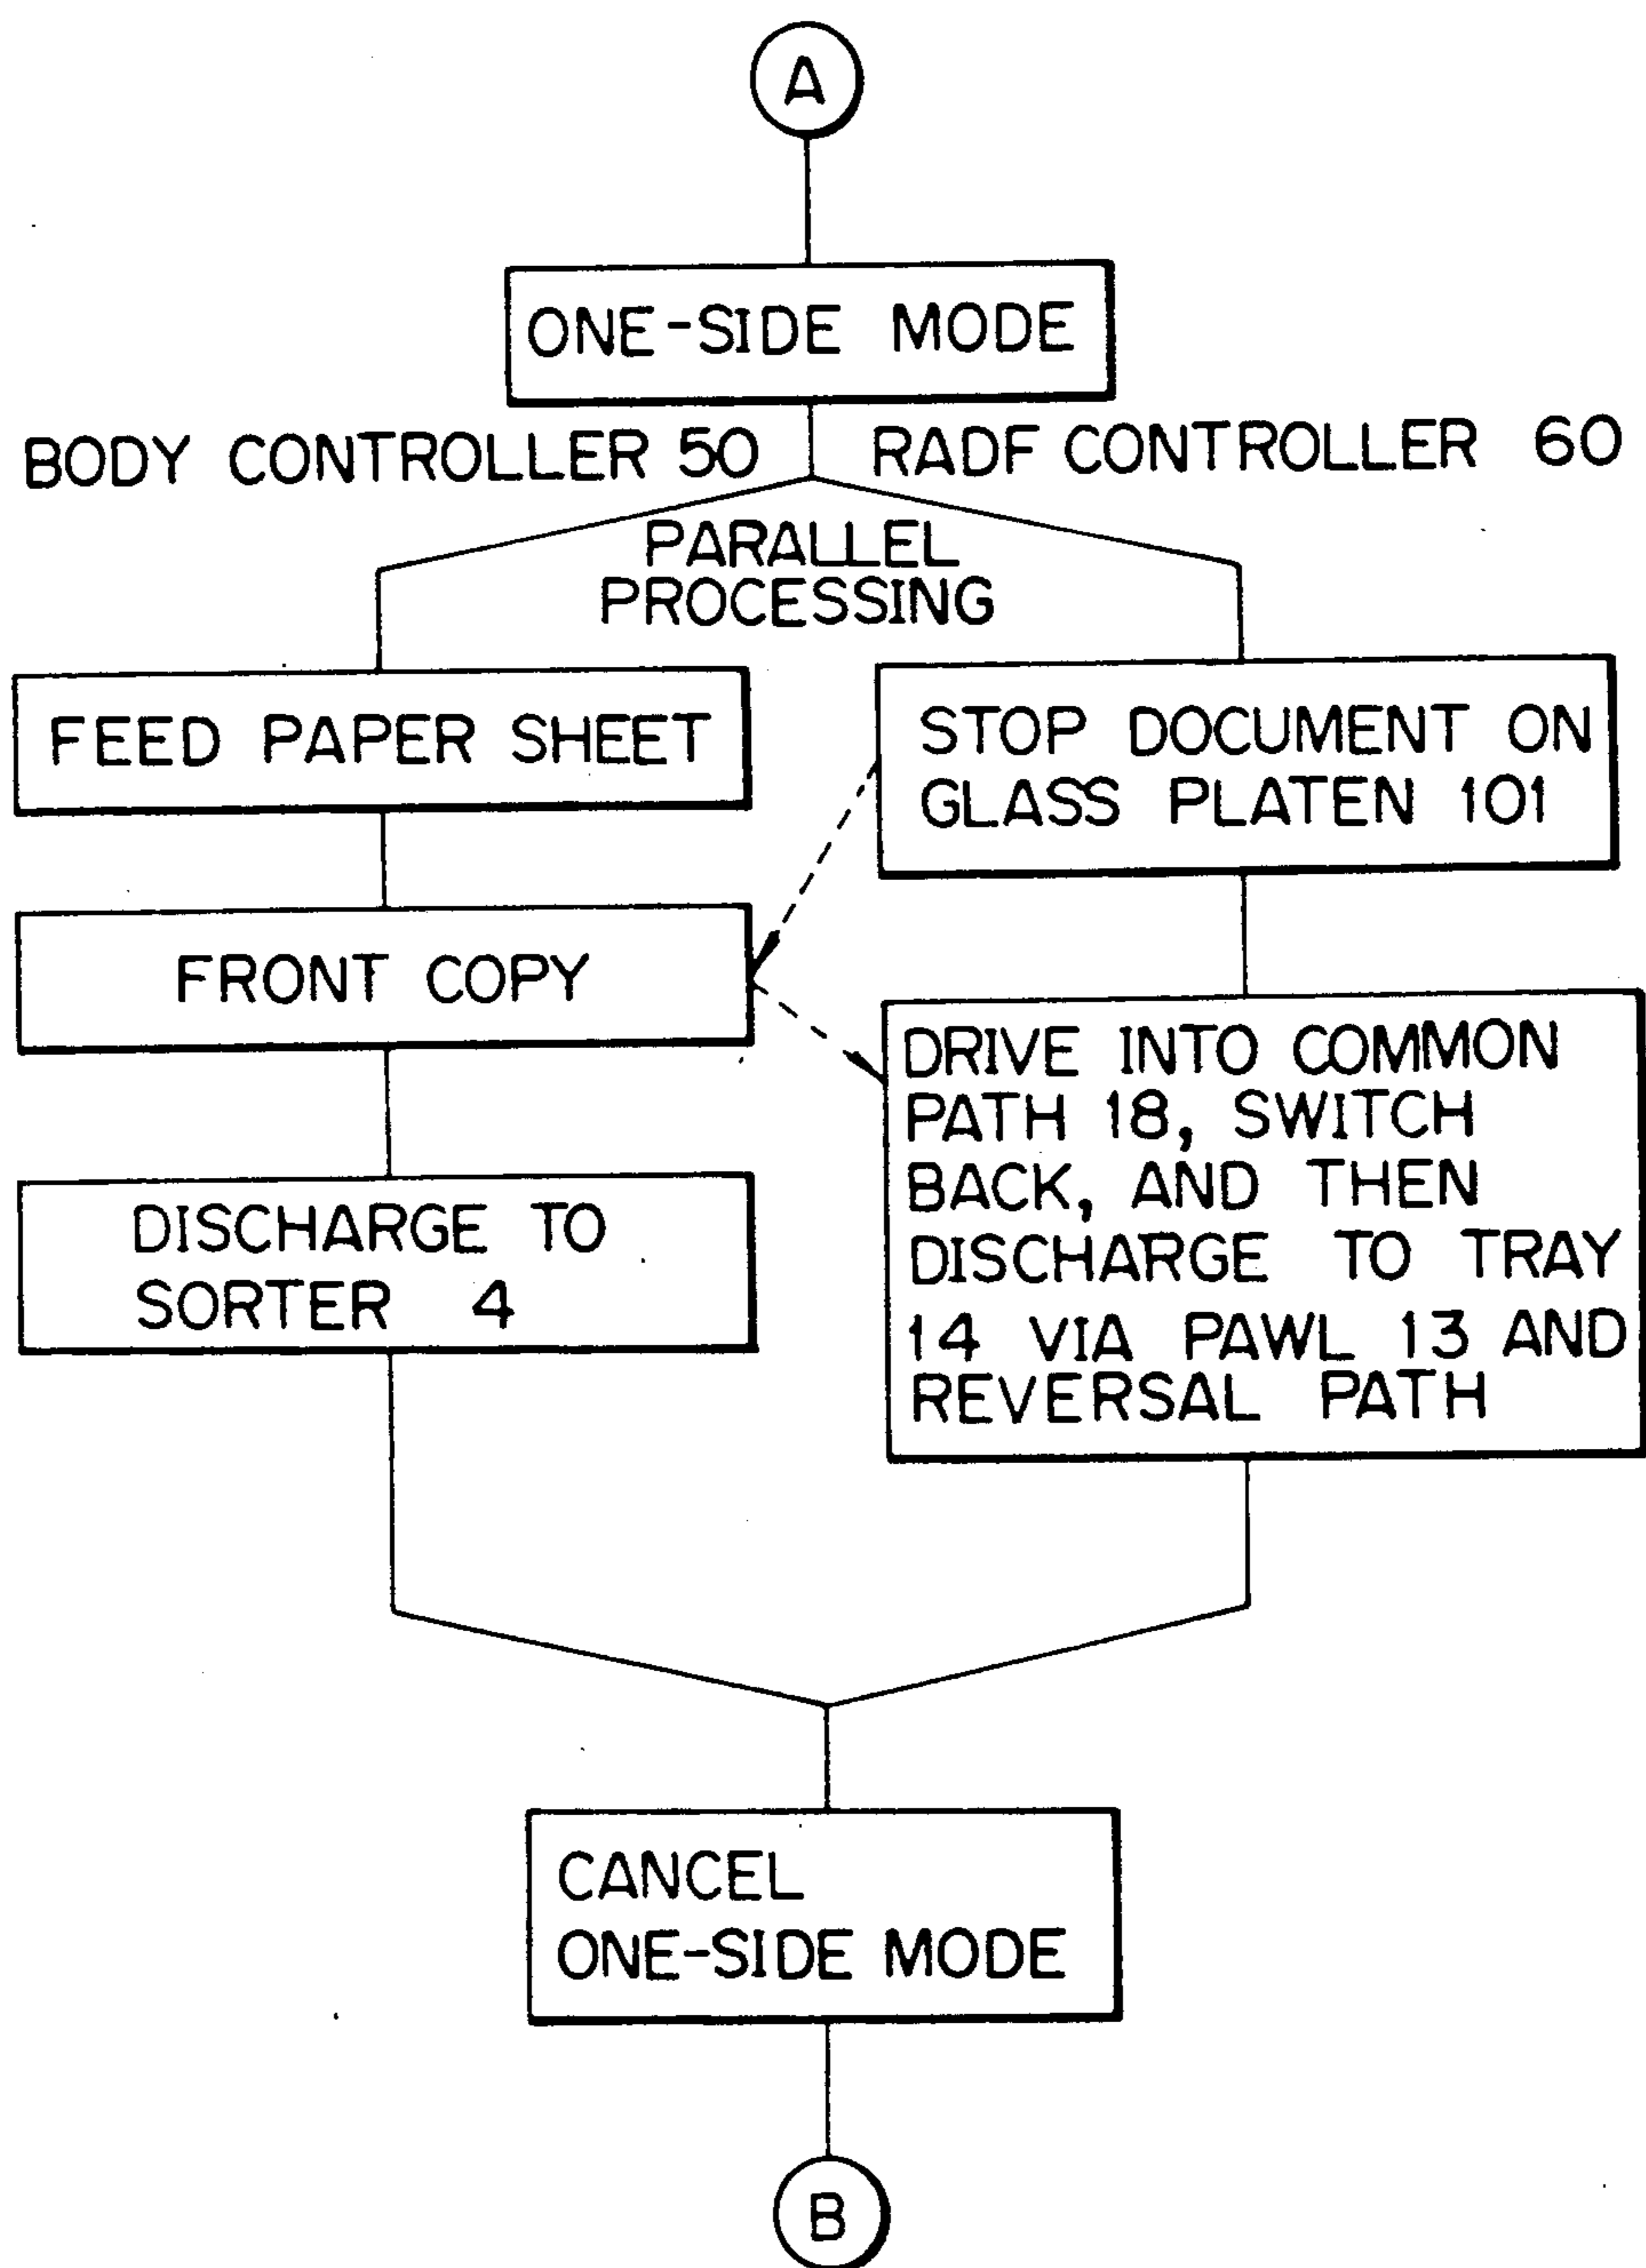 A
ONE-SIDE MODE
BODY CONTROLLER 50
RADF CONTROLLER 60
PARALLEL
PROCESSING
FEED PAPER SHEET
STOP DOCUMENT ON
GLASS PLATEN 101
FRONT COPY
DRIVE INTO COMMON
PATH 18, SWITCH
BACK, AND THEN
DISCHARGE TO TRAY
14 VIA PAWL 13 AND
REVERSAL PATH
DISCHARGE TO
SORTER 4
CANCEL
ONE-SIDE MODE
B